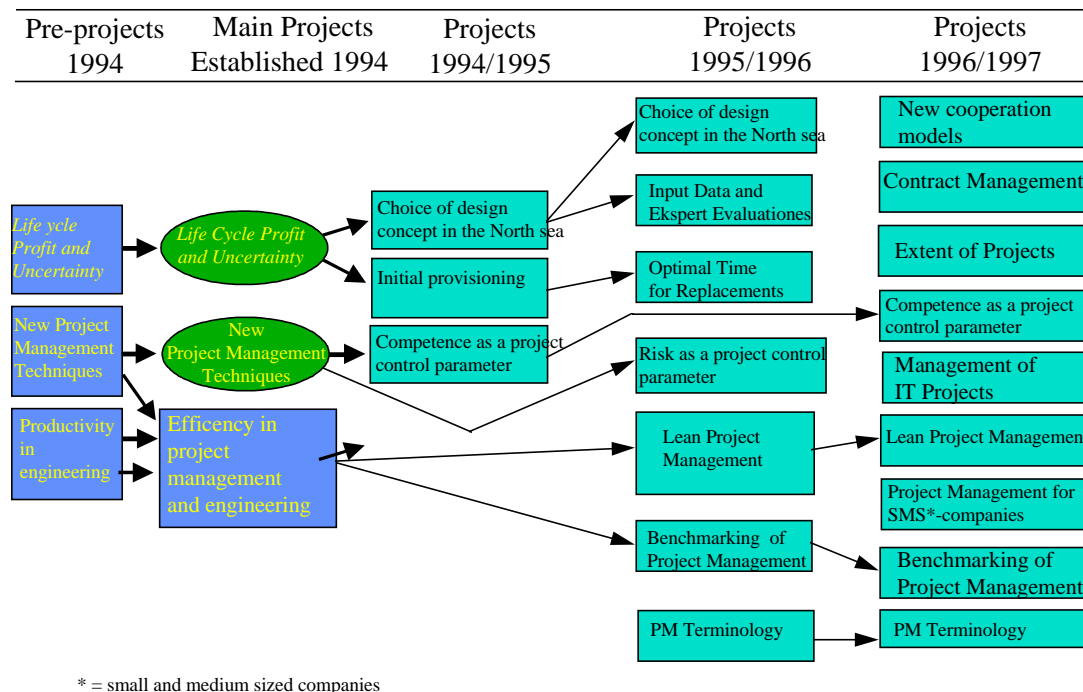 Pre-projects
1994
Main Projects
Established 1994
Projects
1994/1995
Projects
1995/1996
Projects
1996/1997
Life ycle
Profit and
Uncertainty
New Project
Management
Techniques
Productivity
in
engineering
Life Cycle Profit
and Uncertainty
New
Project Management
Techniques
Efficency in
project
management
and engineering
Choice of design
concept in the North sea
Initial provisioning
Competence as a project
control parameter
Choice of design
concept in the North sea
Input Data and
Ekspert Evaluationes
Optimal Time
for Replacements
Risk as a project control
parameter
Lean Project
Management
Benchmarking of
Project Management
PM Terminology
New cooperation
models
Contract Management
Extent of Projects
Competence as a project
control parameter
Management of
IT Projects
Lean Project Management
Project Management for
SMS*-companies
Benchmarking of
Project Management
PM Terminology
* = small and medium sized companies